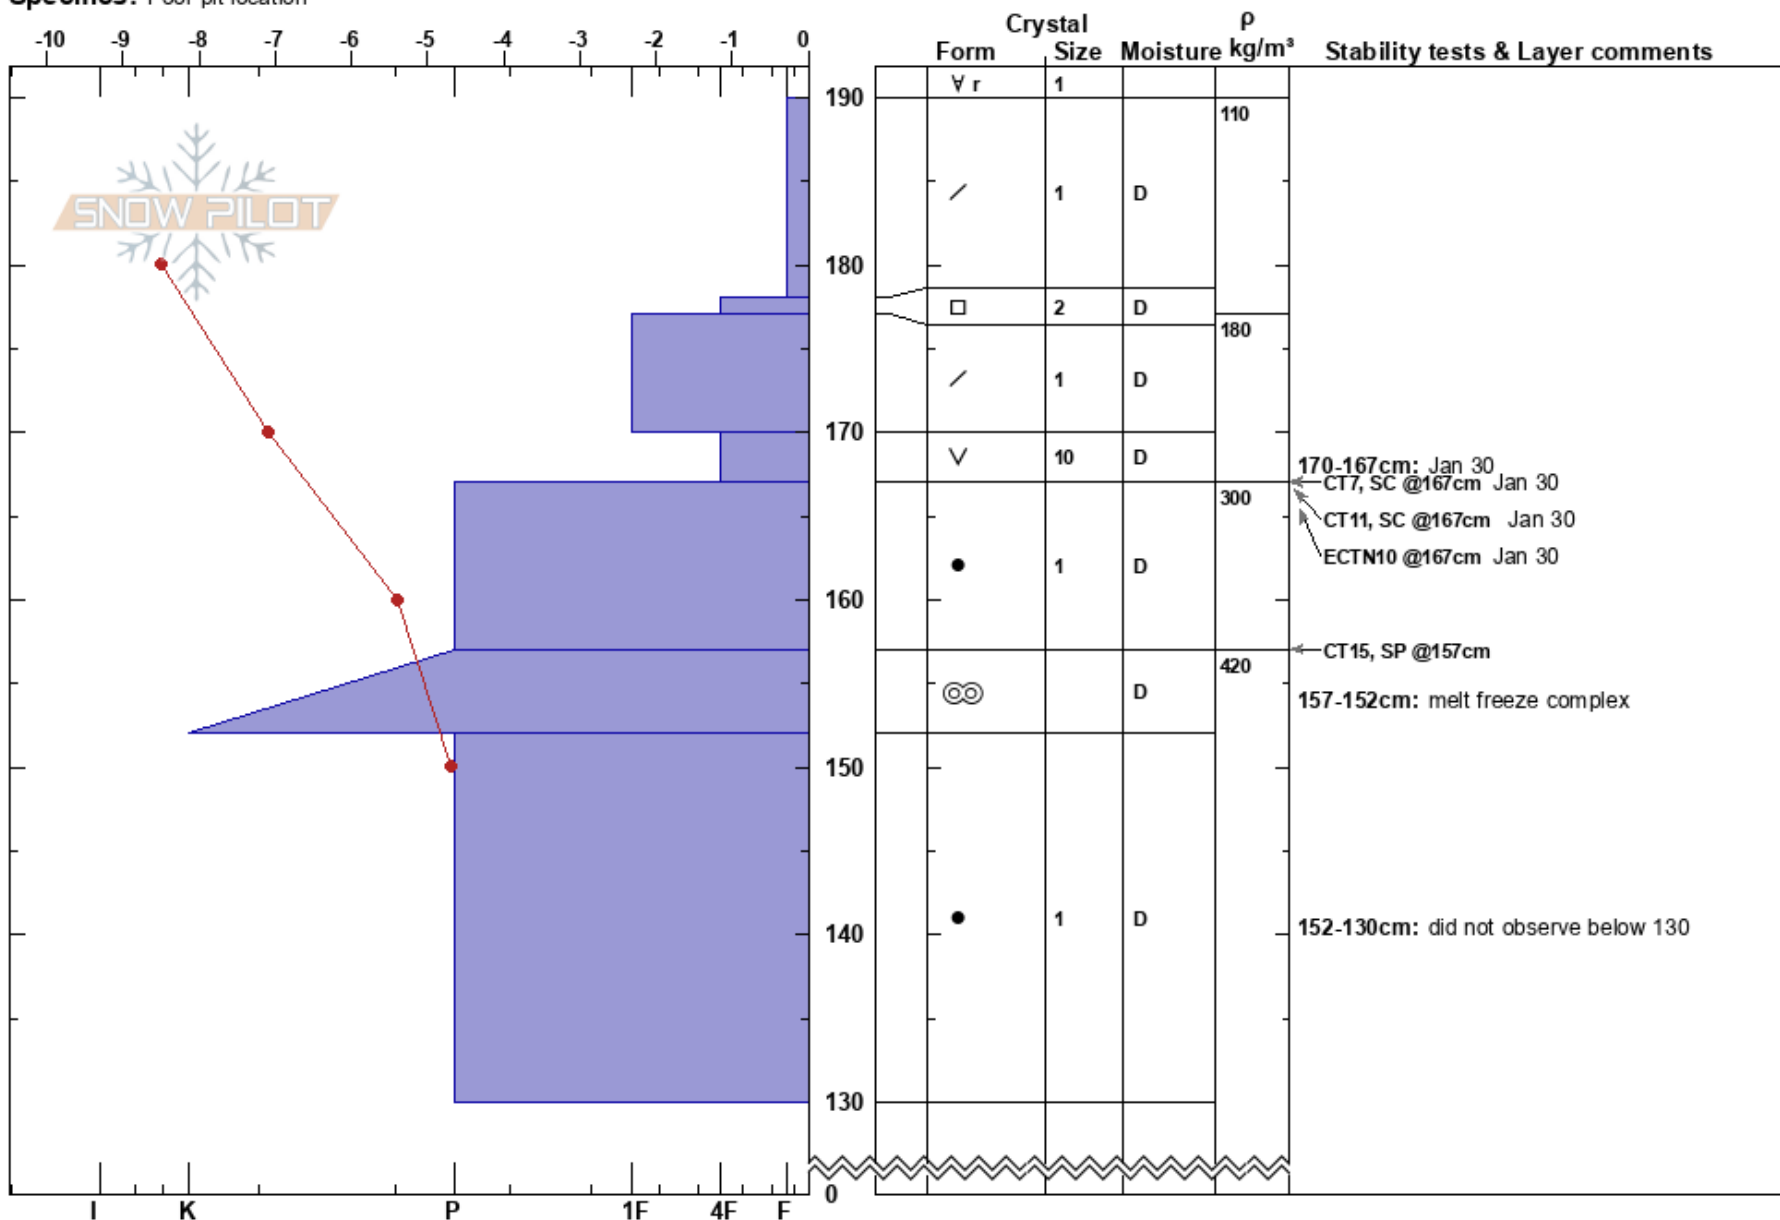 Specifics: Poor pit location
-10 -9 -8 -7 -6 -5 -4 -3 -2 -1 0
Crystal ρ
Form Size Moisture kg/m³ Stability tests & Layer comments
r 1
190
110
SNOW PILOT
1 D
180
2 D
180
1 D
170
10 D
170-167cm: Jan 30
CT7, SC @167cm Jan 30
300
CT11, SC @167cm Jan 30
ECTN10 @167cm Jan 30
1 D
160
CT15, SP @157cm
420
D
157-152cm: melt freeze complex
150
1 D
152-130cm: did not observe below 130
140
130
0
I K P 1F 4F F